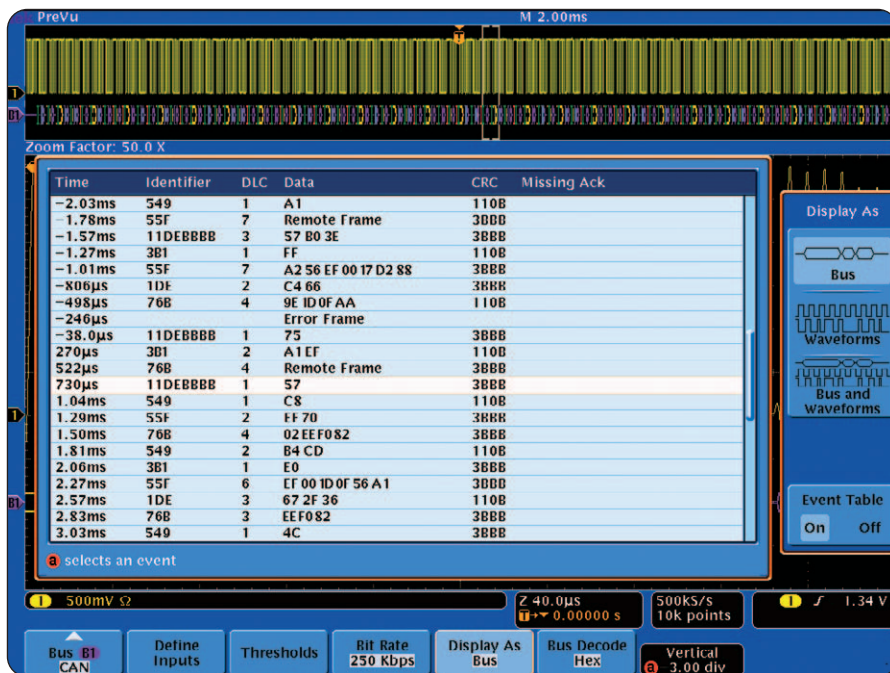 PreVu M 2.00ms
T
1
B1
Zoom Factor: 50.0 X
Time Identifier DLC Data CRC Missing Ack
-2.03ms 549 1 A1 110B
-1.78ms 55F 7 Remote Frame 3BBB
-1.57ms 11DEBBBB 3 57 B0 3E 3BBB
-1.27ms 3B1 1 FF 110B
-1.01ms 55F 7 A2 56 EF 00 17 D2 88 3BBB
-806µs 1DE 2 C4 66 3BBB
-498µs 76B 4 9E 1D 0F AA 110B
-246µs Error Frame
-38.0µs 11DEBBBB 1 75 3BBB
270µs 3B1 2 A1 EF 110B
522µs 76B 4 Remote Frame 3BBB
730µs 11DEBBBB 1 57 3BBB
1.04ms 549 1 C8 110B
1.29ms 55F 2 FF 70 3BBB
1.50ms 76B 4 02 EE F0 82 3BBB
1.81ms 549 2 B4 CD 110B
2.06ms 3B1 1 E0 3BBB
2.27ms 55F 6 EF 00 1D 0F 56 A1 3BBB
2.57ms 1DE 3 67 2F 36 110B
2.83ms 76B 3 EE F0 82 3BBB
3.03ms 549 1 4C 3BBB
a selects an event
1
B1
Display As
Bus
Waveforms
Bus and
Waveforms
Event Table
On Off
1 500mV Ω
Z 40.0µs
T→▼ 0.00000 s
500kS/s
10k points
1 ∫ 1.34 V
Bus B1
CAN
Define
Inputs
Thresholds
Bit Rate
250 Kbps
Display As
Bus
Bus Decode
Hex
Vertical
a -3.00 div